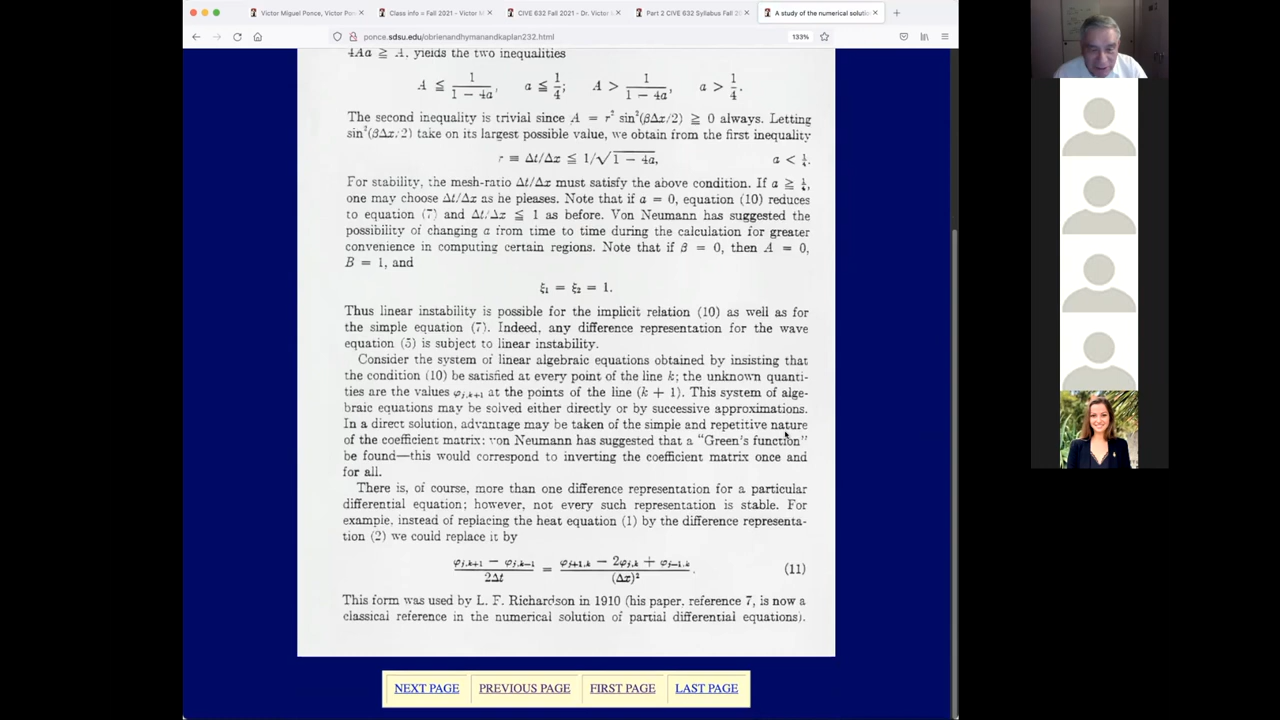 Victor Miguel Ponce, Victor Pon
Class info = Fall 2021 - Victor M
CIVE 632 Fall 2021 - Dr. Victor
Part 2 CIVE 632 Syllabus Fall 2
A study of the numerical soluti
ponce.sdsu.edu/obrienandhymanandkaplan232.html
133%
4Aa ≧ A, yields the two inequalities
A ≦ 1/(1 − 4a), a ≦ 1/4; A > 1/(1 − 4a), a > 1/4.
The second inequality is trivial since A = r² sin²(βΔx/2) ≧ 0 always. Letting
sin²(βΔx/2) take on its largest possible value, we obtain from the first inequality
r ≡ Δt/Δx ≦ 1/√(1 − 4a), a < ¼.
For stability, the mesh-ratio Δt/Δx must satisfy the above condition. If a ≧ ¼,
one may choose Δt/Δx as he pleases. Note that if a = 0, equation (10) reduces
to equation (7) and Δt/Δx ≦ 1 as before. Von Neumann has suggested the
possibility of changing a from time to time during the calculation for greater
convenience in computing certain regions. Note that if β = 0, then A = 0,
B = 1, and
ξ₁ = ξ₂ = 1.
Thus linear instability is possible for the implicit relation (10) as well as for
the simple equation (7). Indeed, any difference representation for the wave
equation (5) is subject to linear instability.
Consider the system of linear algebraic equations obtained by insisting that
the condition (10) be satisfied at every point of the line k; the unknown quanti-
ties are the values φj,k+1 at the points of the line (k + 1). This system of alge-
braic equations may be solved either directly or by successive approximations.
In a direct solution, advantage may be taken of the simple and repetitive nature
of the coefficient matrix; von Neumann has suggested that a "Green's function"
be found—this would correspond to inverting the coefficient matrix once and
for all.
There is, of course, more than one difference representation for a particular
differential equation; however, not every such representation is stable. For
example, instead of replacing the heat equation (1) by the difference representa-
tion (2) we could replace it by
(φj,k+1 − φj,k−1)/2Δt = (φj+1,k − 2φj,k + φj−1,k)/(Δx)². (11)
This form was used by L. F. Richardson in 1910 (his paper, reference 7, is now a
classical reference in the numerical solution of partial differential equations).
NEXT PAGE PREVIOUS PAGE FIRST PAGE LAST PAGE